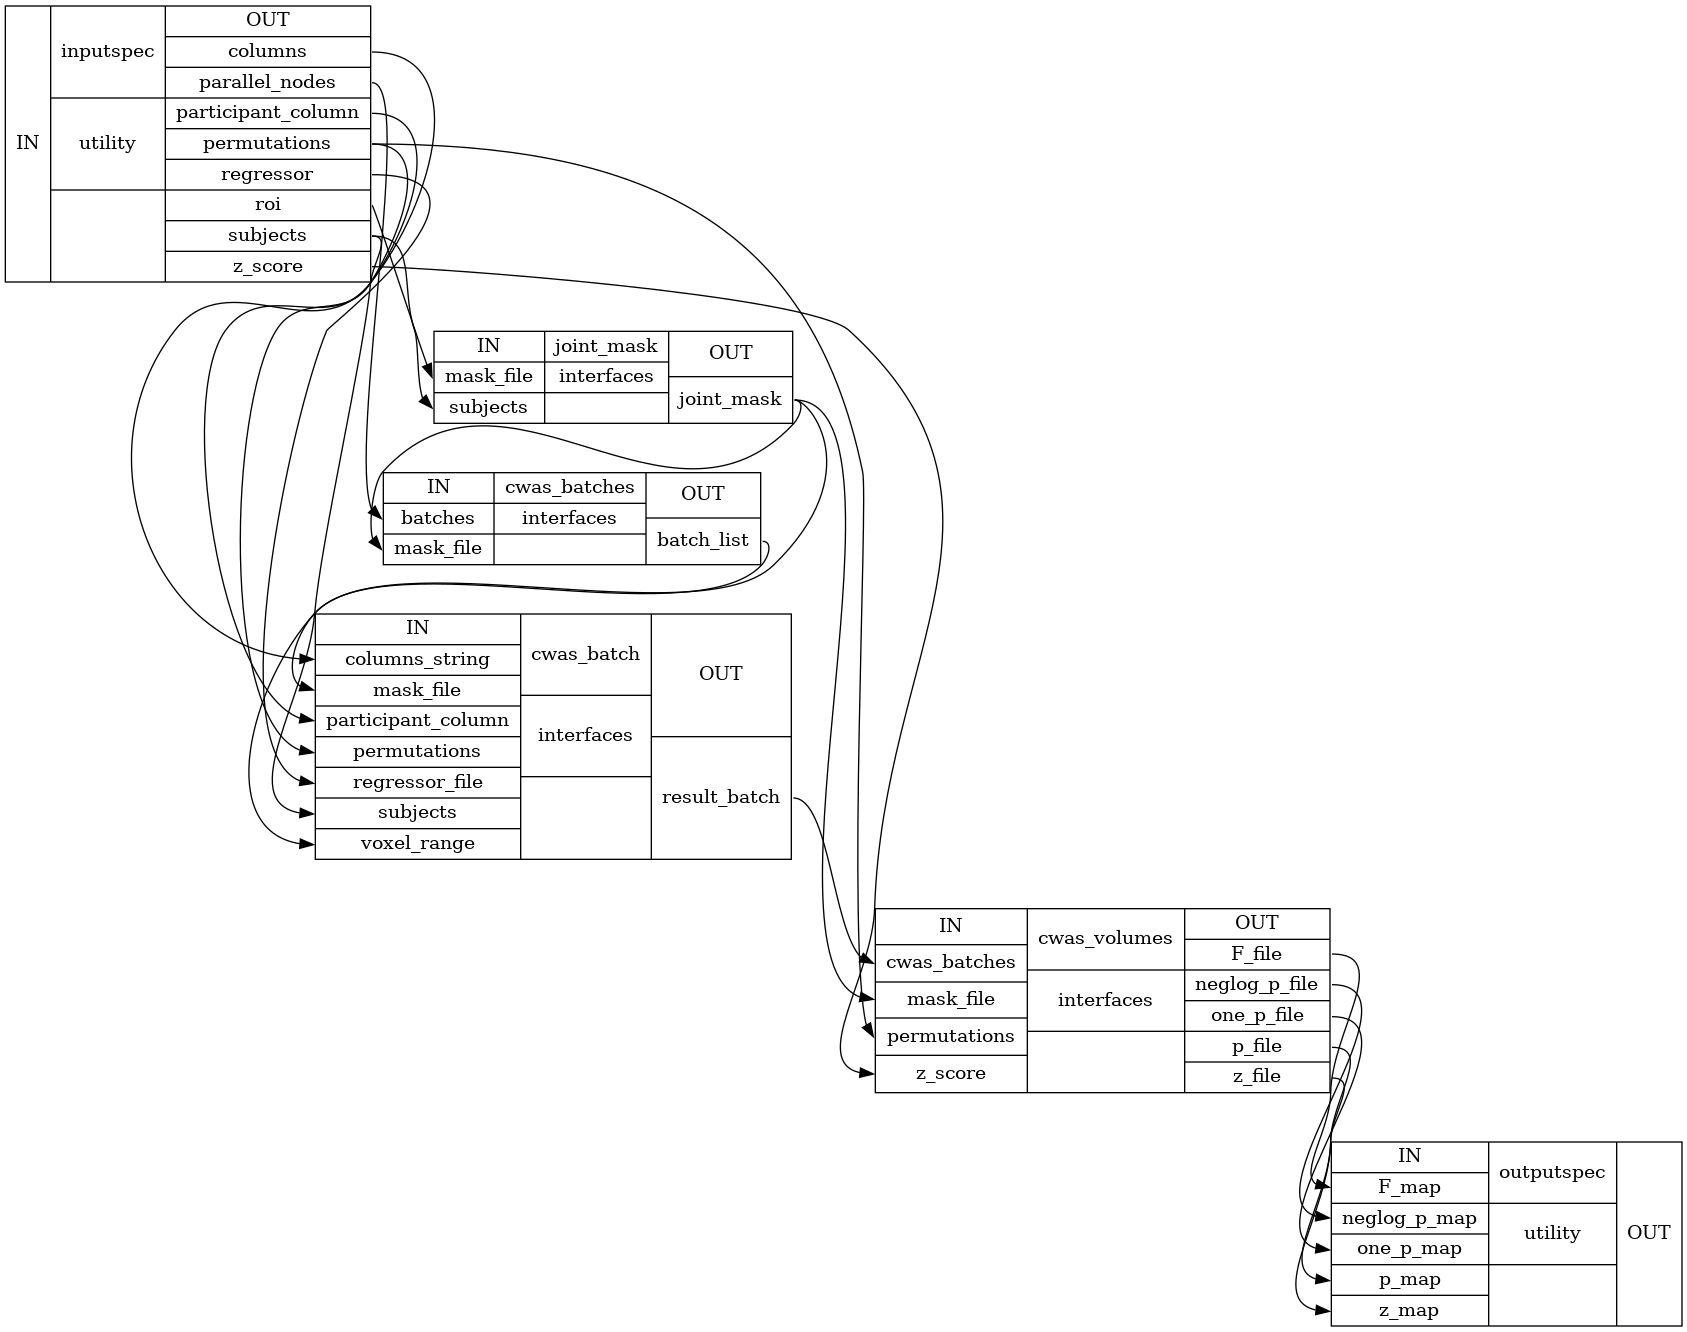 IN
inputspec
utility
OUT
columns
parallel_nodes
participant_column
permutations
regressor
roi
subjects
z_score
IN
mask_file
subjects
joint_mask
interfaces
OUT
joint_mask
IN
batches
mask_file
cwas_batches
interfaces
OUT
batch_list
IN
columns_string
mask_file
participant_column
permutations
regressor_file
subjects
voxel_range
cwas_batch
interfaces
OUT
result_batch
IN
cwas_batches
mask_file
permutations
z_score
cwas_volumes
interfaces
OUT
F_file
neglog_p_file
one_p_file
p_file
z_file
IN
F_map
neglog_p_map
one_p_map
p_map
z_map
outputspec
utility
OUT